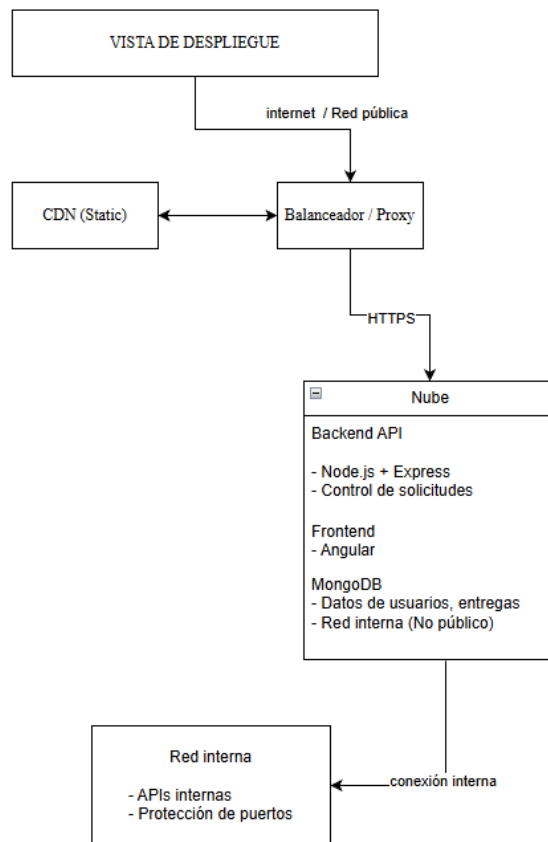 VISTA DE DESPLIEGUE
internet / Red pública
CDN (Static)
Balanceador / Proxy
HTTPS
Nube
Backend API
- Node.js + Express
- Control de solicitudes
Frontend
- Angular
MongoDB
- Datos de usuarios, entregas
- Red interna (No público)
Red interna
- APIs internas
- Protección de puertos
conexión interna